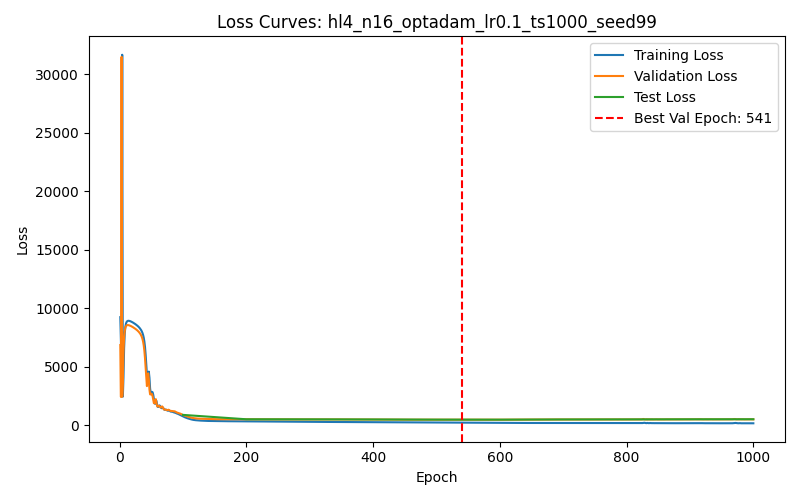 Loss Curves: hl4_n16_optadam_lr0.1_ts1000_seed99
Training Loss
Validation Loss
Test Loss
Best Val Epoch: 541
Loss
30000
25000
20000
15000
10000
5000
0
0 200 400 600 800 1000
Epoch